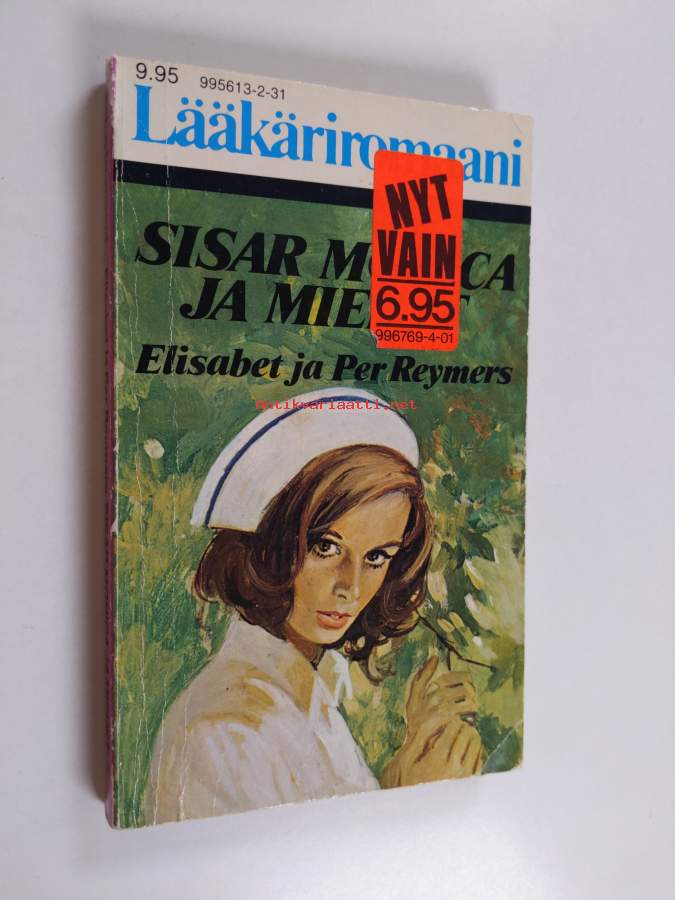 9.95 995613-2-31
Lääkäriromaani
SISAR
JA
NYT
VAIN
6.95
996769-4-01
Elisabet ja Per Reymers
antikvariaatti.net